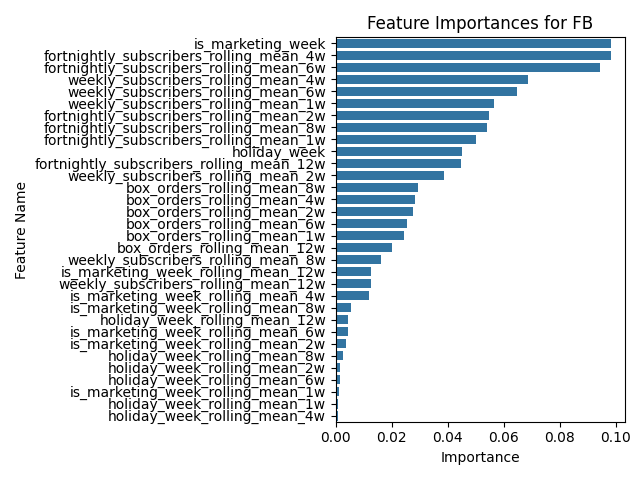 Feature Importances for FB
is_marketing_week
fortnightly_subscribers_rolling_mean_4w
fortnightly_subscribers_rolling_mean_6w
weekly_subscribers_rolling_mean_4w
weekly_subscribers_rolling_mean_6w
weekly_subscribers_rolling_mean_1w
fortnightly_subscribers_rolling_mean_2w
fortnightly_subscribers_rolling_mean_8w
fortnightly_subscribers_rolling_mean_1w
holiday_week
fortnightly_subscribers_rolling_mean_12w
weekly_subscribers_rolling_mean_2w
box_orders_rolling_mean_8w
box_orders_rolling_mean_4w
box_orders_rolling_mean_2w
box_orders_rolling_mean_6w
box_orders_rolling_mean_1w
box_orders_rolling_mean_12w
weekly_subscribers_rolling_mean_8w
is_marketing_week_rolling_mean_12w
weekly_subscribers_rolling_mean_12w
is_marketing_week_rolling_mean_4w
is_marketing_week_rolling_mean_8w
holiday_week_rolling_mean_12w
is_marketing_week_rolling_mean_6w
is_marketing_week_rolling_mean_2w
holiday_week_rolling_mean_8w
holiday_week_rolling_mean_2w
holiday_week_rolling_mean_6w
is_marketing_week_rolling_mean_1w
holiday_week_rolling_mean_1w
holiday_week_rolling_mean_4w
Feature Name
0.00 0.02 0.04 0.06 0.08 0.10
Importance